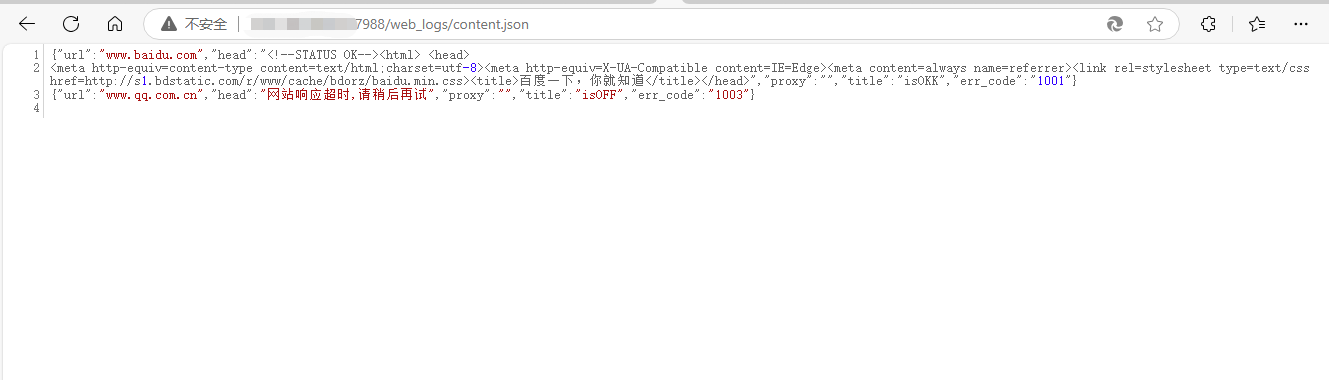 不安全 7988/web_logs/content.json
1 {"url":"www.baidu.com","head":"<!--STATUS OK--><html> <head>
2 <meta http-equiv=content-type content=text/html;charset=utf-8><meta http-equiv=X-UA-Compatible content=IE=Edge><meta content=always name=referrer><link rel=stylesheet type=text/css
href=http://s1.bdstatic.com/r/www/cache/bdorz/baidu.min.css><title>百度一下，你就知道</title></head>","proxy":"","title":"isOKK","err_code":"1001"}
3 {"url":"www.qq.com.cn","head":"网站响应超时,请稍后再试","proxy":"","title":"isOFF","err_code":"1003"}
4